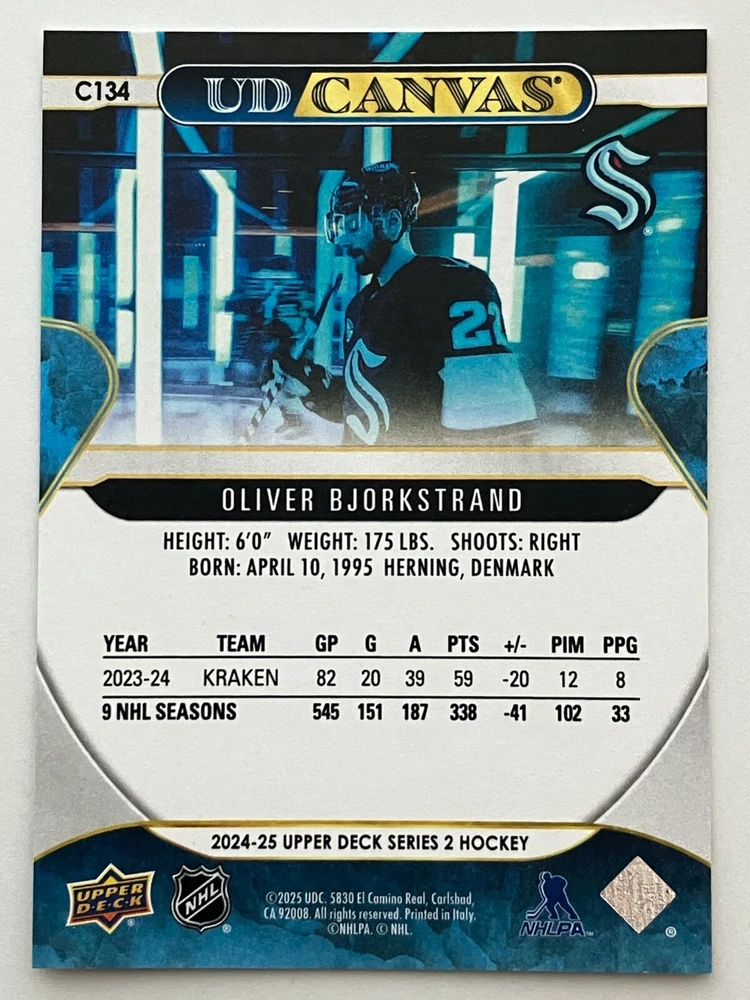 C134
UD CANVAS®
S
®
22
OLIVER BJORKSTRAND
HEIGHT: 6'0" WEIGHT: 175 LBS. SHOOTS: RIGHT
BORN: APRIL 10, 1995 HERNING, DENMARK
YEAR TEAM GP G A PTS +/- PIM PPG
2023-24 KRAKEN 82 20 39 59 -20 12 8
9 NHL SEASONS 545 151 187 338 -41 102 33
2024-25 UPPER DECK SERIES 2 HOCKEY
UPPER
D·E·C·K
®
NHL
®
©2025 UDC. 5830 El Camino Real, Carlsbad,
CA 92008. All rights reserved. Printed in Italy.
©NHLPA. © NHL.
NHLPA™
®